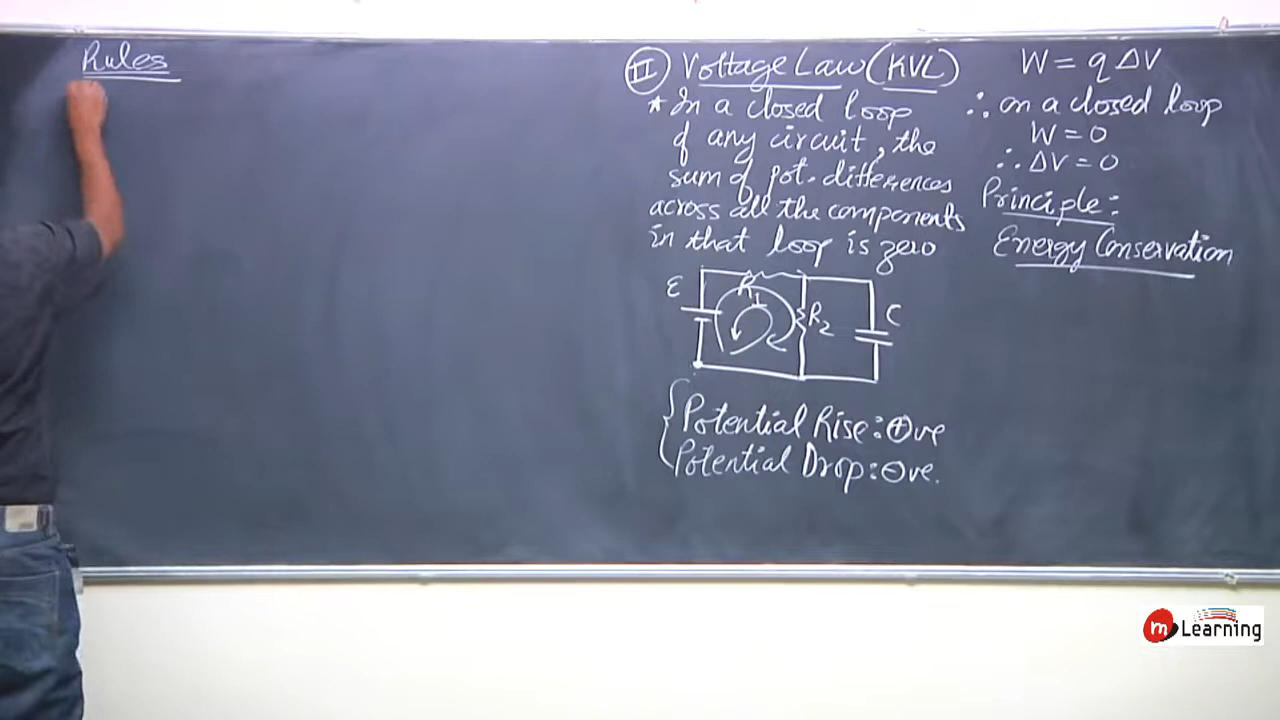 Rules
II Voltage Law (KVL)
* In a closed loop
of any circuit, the
sum of pot. differences
across all the components
in that loop is zero
ε R1 R2 C
{ Potential Rise: ⊕ve
Potential Drop: ⊖ve.
W = q ΔV
∴ on a closed loop
W = 0
∴ ΔV = 0
Principle:
Energy Conservation
m Learning